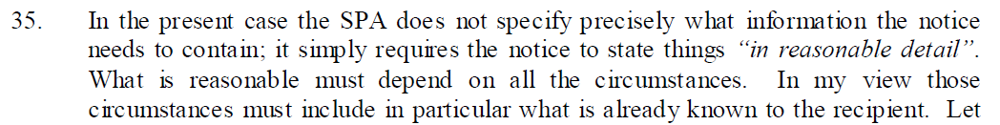 35. In the present case the SPA does not specify precisely what information the notice
needs to contain; it simply requires the notice to state things “in reasonable detail”.
What is reasonable must depend on all the circumstances. In my view those
circumstances must include in particular what is already known to the recipient. Let